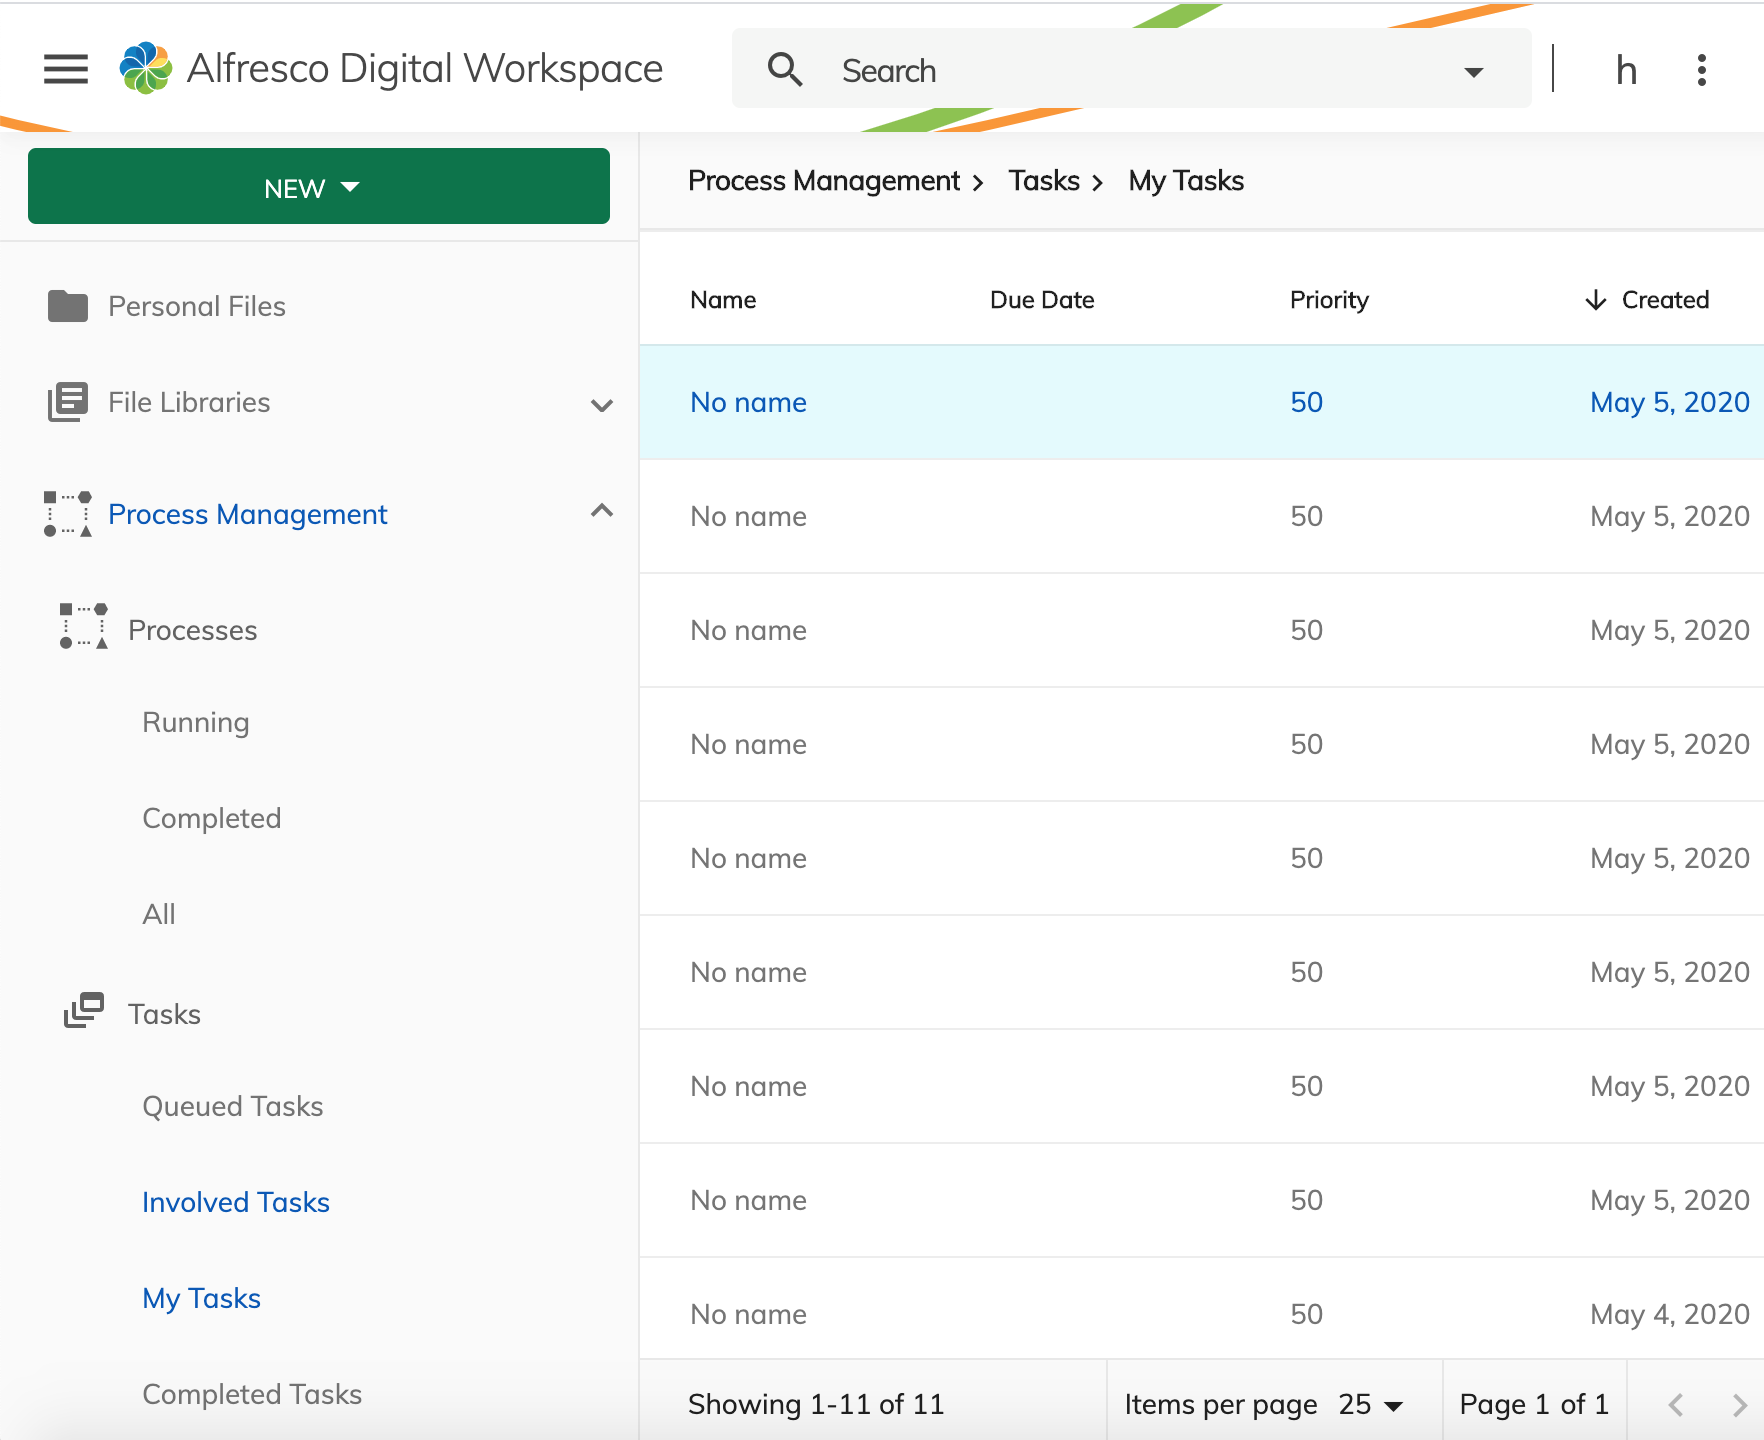 Alfresco Digital Workspace
Search
h
NEW
Process Management > Tasks > My Tasks
Personal Files
File Libraries
Process Management
Processes
Running
Completed
All
Tasks
Queued Tasks
Involved Tasks
My Tasks
Completed Tasks
Name Due Date Priority Created
No name 50 May 5, 2020
No name 50 May 5, 2020
No name 50 May 5, 2020
No name 50 May 5, 2020
No name 50 May 5, 2020
No name 50 May 5, 2020
No name 50 May 5, 2020
No name 50 May 5, 2020
No name 50 May 4, 2020
Showing 1-11 of 11 Items per page 25 Page 1 of 1